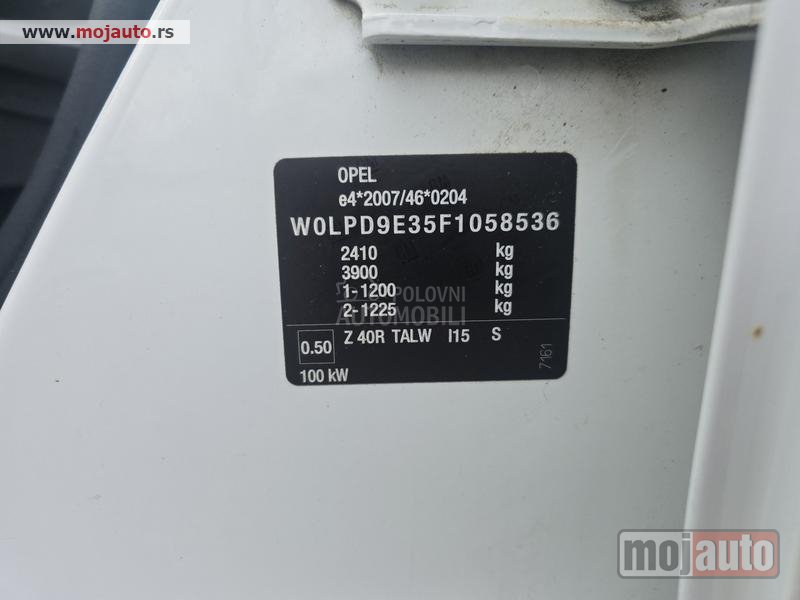 www.mojauto.rs
OPEL
e4*2007/46*0204
W0LPD9E35F1058536
2410 kg
3900 kg
1-1200 kg
2-1225 kg
POLOVNI
AUTOMOBILI
0.50 Z 40R TALW I15 S
7161
100 kW
mojauto